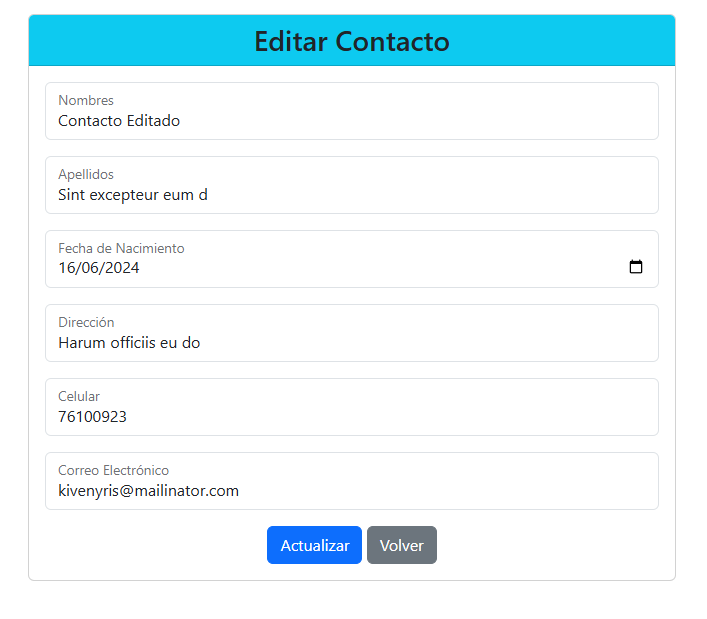 Editar Contacto
Nombres
Contacto Editado
Apellidos
Sint excepteur eum d
Fecha de Nacimiento
16/06/2024
Dirección
Harum officiis eu do
Celular
76100923
Correo Electrónico
kivenyris@mailinator.com
Actualizar Volver